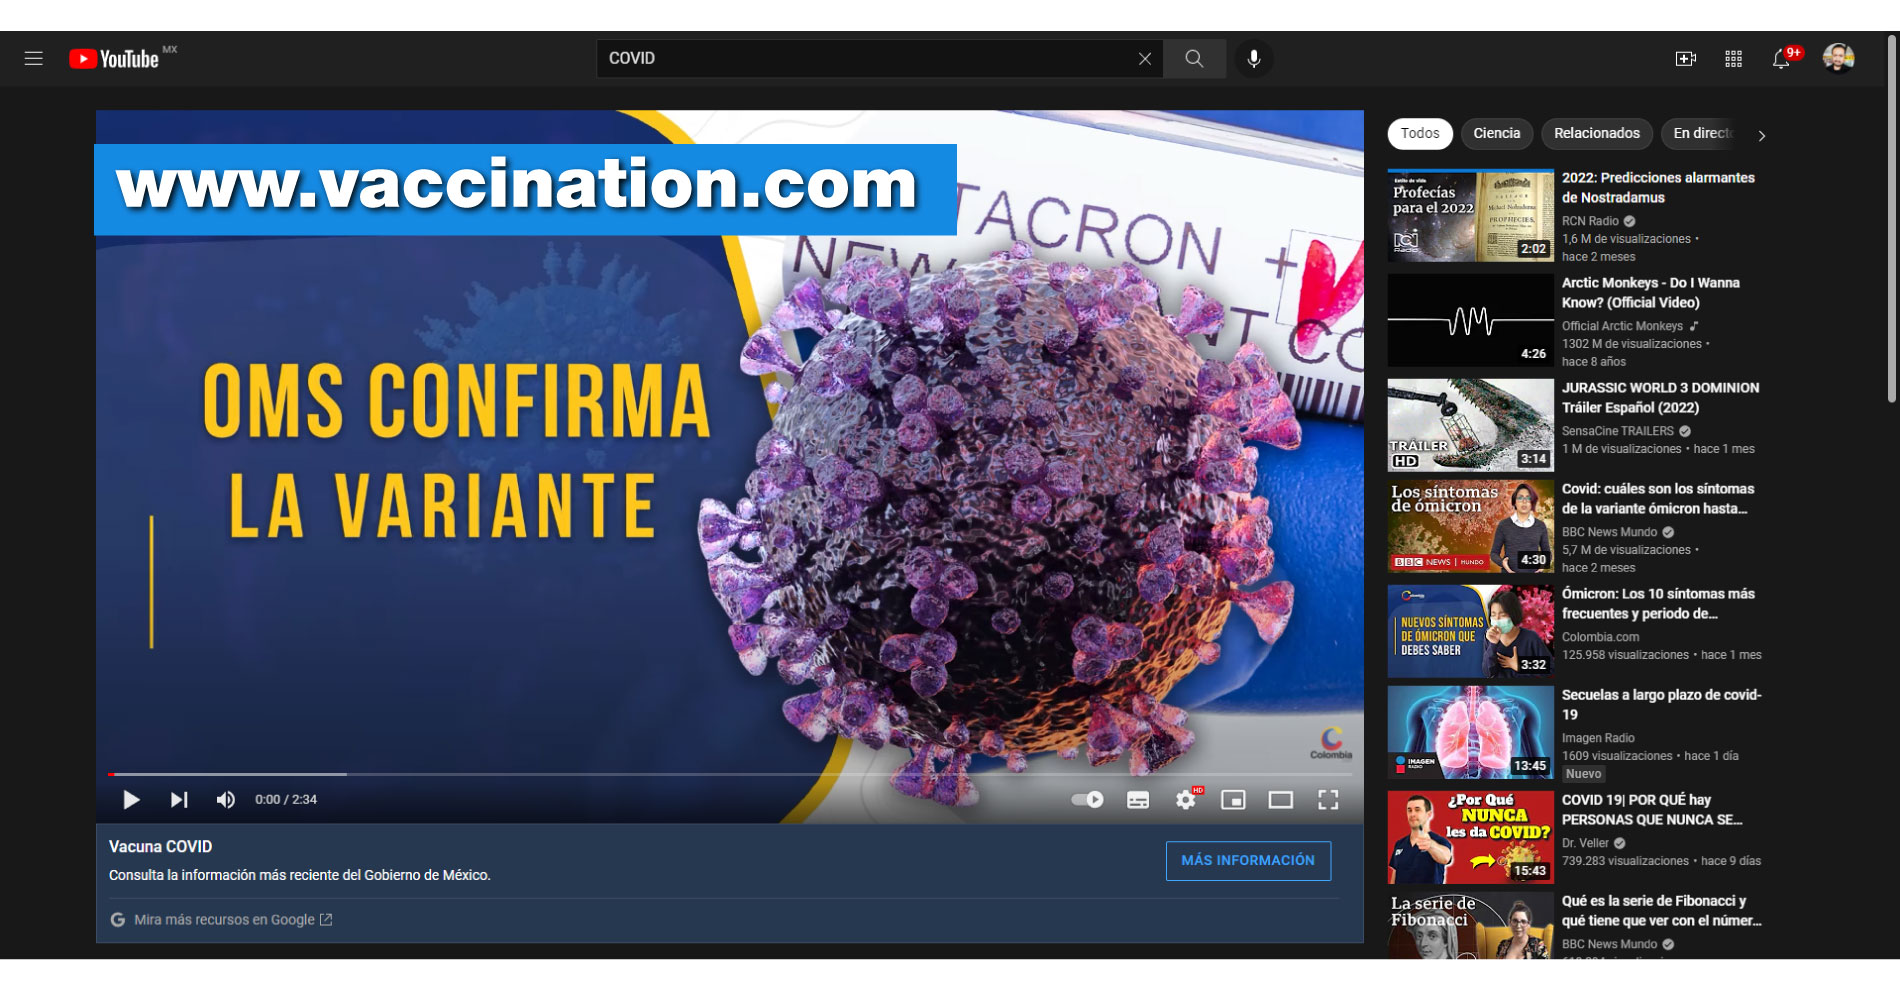 YouTube MX
COVID
9+
www.vaccination.com
TACRON +
NEW
T CO
OMS CONFIRMA
LA VARIANTE
Colombia
0:00 / 2:34
HD
Vacuna COVID
Consulta la información más reciente del Gobierno de México.
MÁS INFORMACIÓN
G Mira más recursos en Google
Todos
Ciencia
Relacionados
En direct
Estilo de vida
Profecías
para el 2022
PROPHECIES,
rcn
Radio
2:02
2022: Predicciones alarmantes
de Nostradamus
RCN Radio
1,6 M de visualizaciones •
hace 2 meses
4:26
Arctic Monkeys - Do I Wanna
Know? (Official Video)
Official Arctic Monkeys
1302 M de visualizaciones •
hace 8 años
TRÁILER
HD
3:14
JURASSIC WORLD 3 DOMINION
Tráiler Español (2022)
SensaCine TRAILERS
1 M de visualizaciones • hace 1 mes
Los síntomas
de ómicron
BBC NEWS | MUNDO
4:30
Covid: cuáles son los síntomas
de la variante ómicron hasta...
BBC News Mundo
5,7 M de visualizaciones •
hace 2 meses
NUEVOS SÍNTOMAS
DE ÓMICRON QUE
DEBES SABER
3:32
Ómicron: Los 10 síntomas más
frecuentes y periodo de...
Colombia.com
125.958 visualizaciones • hace 1 mes
IMAGEN
RADIO
13:45
Secuelas a largo plazo de covid-
19
Imagen Radio
1609 visualizaciones • hace 1 día
Nuevo
¿Por Qué
NUNCA
les da COVID?
15:43
COVID 19| POR QUÉ hay
PERSONAS QUE NUNCA SE...
Dr. Veller
739.283 visualizaciones • hace 9 días
La serie de
Fibonacci
Qué es la serie de Fibonacci y
qué tiene que ver con el númer...
BBC News Mundo